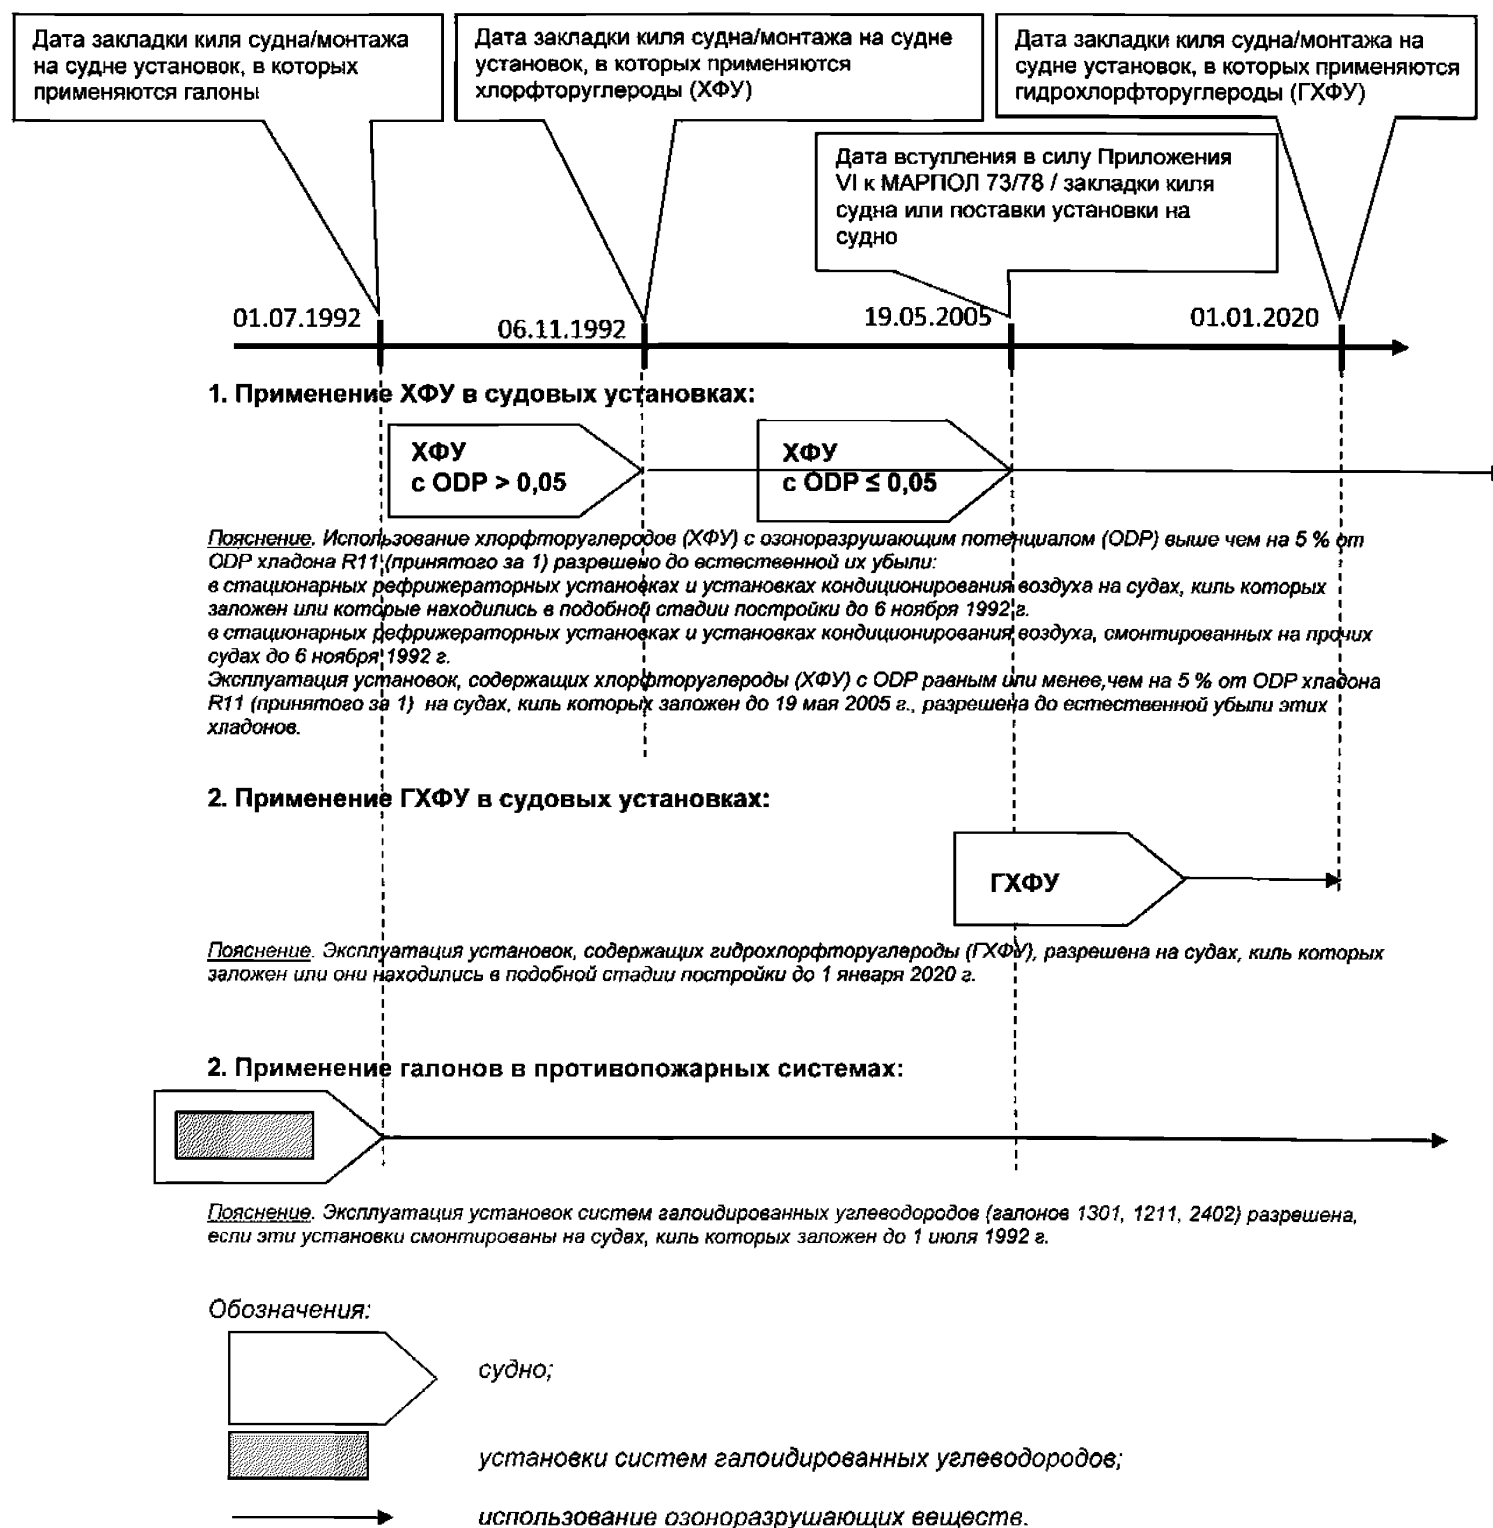 Дата закладки киля судна/монтажа
на судне установок, в которых
применяются галоны
Дата закладки киля судна/монтажа на судне
установок, в которых применяются
хлорфторуглероды (ХФУ)
Дата закладки киля судна/монтажа на
судне установок, в которых применяются
гидрохлорфторуглероды (ГХФУ)
Дата вступления в силу Приложения
VI к МАРПОЛ 73/78 / закладки киля
судна или поставки установки на
судно
01.07.1992
06.11.1992
19.05.2005
01.01.2020
1. Применение ХФУ в судовых установках:
ХФУ
с ODP > 0,05
ХФУ
с ODP ≤ 0,05
Пояснение. Использование хлорфторуглеродов (ХФУ) с озоноразрушающим потенциалом (ODP) выше чем на 5 % от
ODP хладона R11 (принятого за 1) разрешено до естественной их убыли:
в стационарных рефрижераторных установках и установках кондиционирования воздуха на судах, киль которых
заложен или которые находились в подобной стадии постройки до 6 ноября 1992 г.
в стационарных рефрижераторных установках и установках кондиционирования воздуха, смонтированных на прочих
судах до 6 ноября 1992 г.
Эксплуатация установок, содержащих хлорфторуглероды (ХФУ) с ODP равным или менее,чем на 5 % от ODP хладона
R11 (принятого за 1) на судах, киль которых заложен до 19 мая 2005 г., разрешена до естественной убыли этих
хладонов.
2. Применение ГХФУ в судовых установках:
ГХФУ
Пояснение. Эксплуатация установок, содержащих гидрохлорфторуглероды (ГХФУ), разрешена на судах, киль которых
заложен или они находились в подобной стадии постройки до 1 января 2020 г.
2. Применение галонов в противопожарных системах:
Пояснение. Эксплуатация установок систем галоидированных углеводородов (галонов 1301, 1211, 2402) разрешена,
если эти установки смонтированы на судах, киль которых заложен до 1 июля 1992 г.
Обозначения:
судно;
установки систем галоидированных углеводородов;
использование озоноразрушающих веществ.